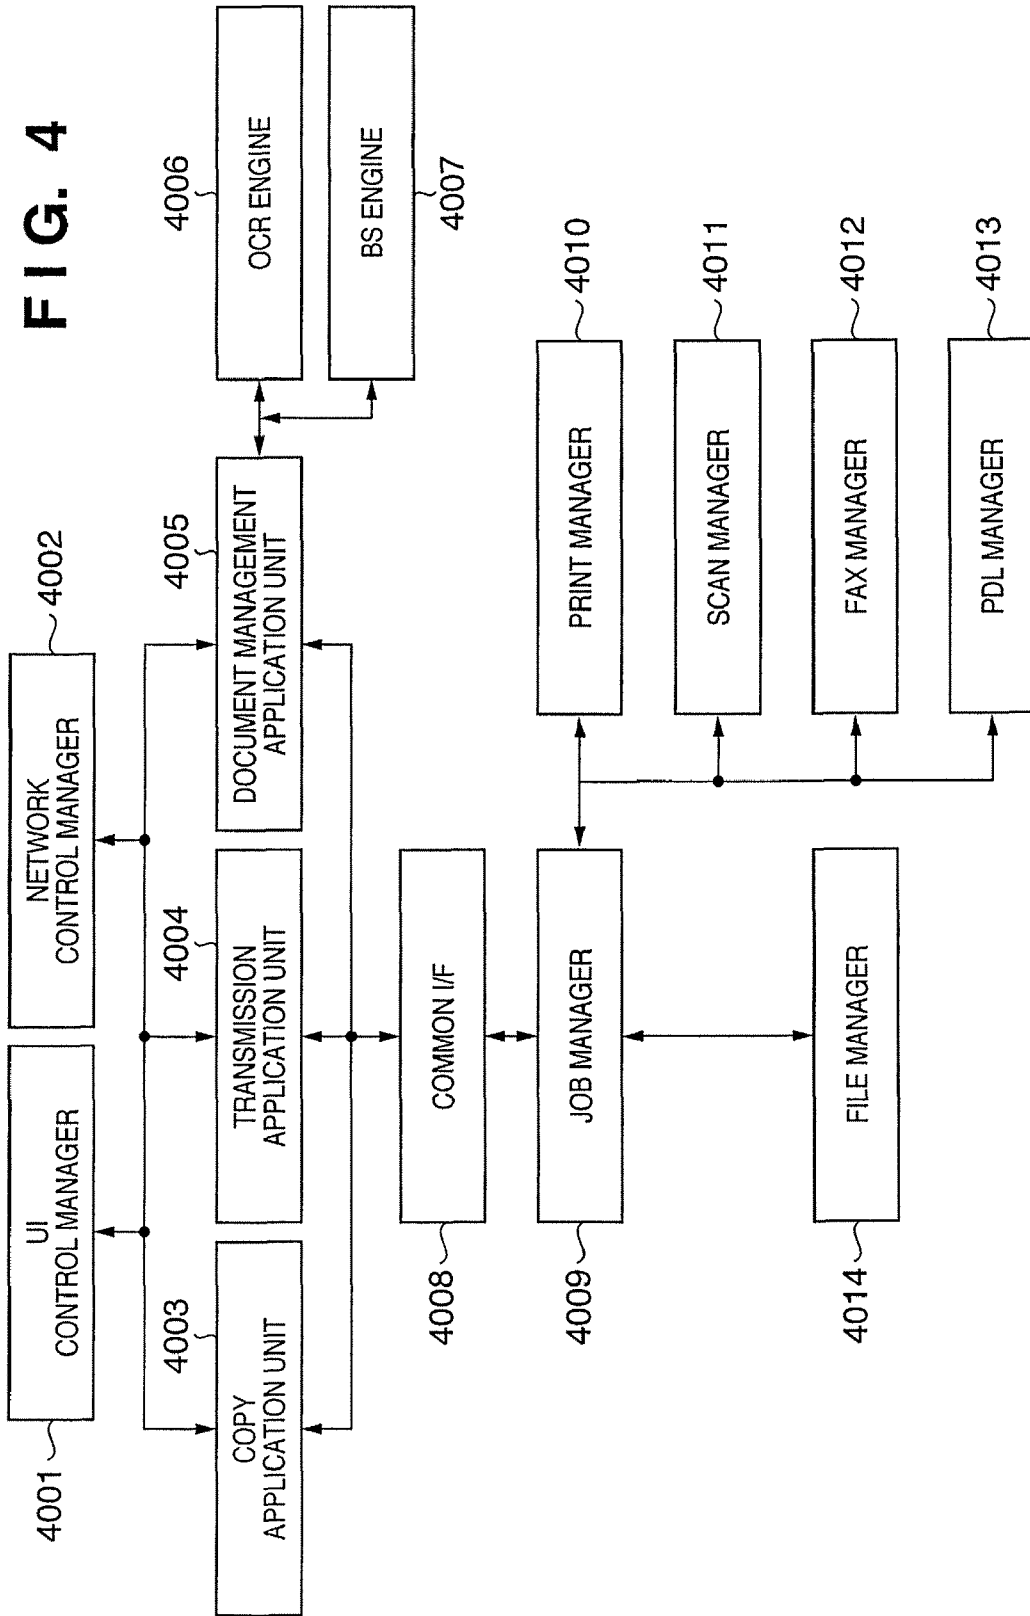 FIG. 4
4001
UI
CONTROL MANAGER
NETWORK
CONTROL MANAGER
4002
4003
COPY
APPLICATION UNIT
4004
TRANSMISSION
APPLICATION UNIT
4005
DOCUMENT MANAGEMENT
APPLICATION UNIT
4006
OCR ENGINE
BS ENGINE
4007
4008
COMMON I/F
4009
JOB MANAGER
PRINT MANAGER
4010
SCAN MANAGER
4011
FAX MANAGER
4012
PDL MANAGER
4013
4014
FILE MANAGER